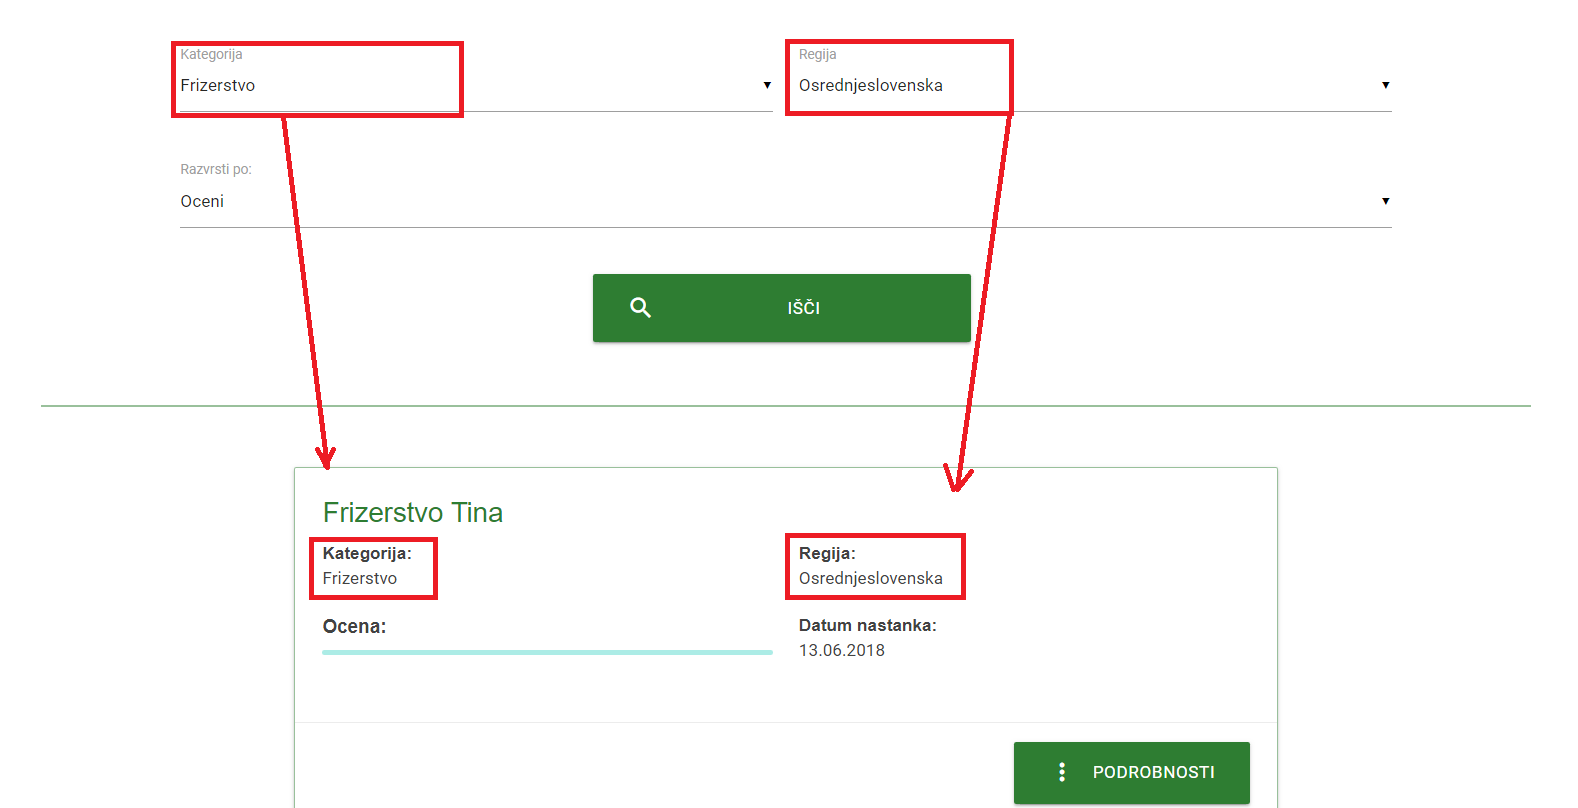 Kategorija
Frizerstvo
Regija
Osrednjeslovenska
Razvrsti po:
Oceni
IŠČI
Frizerstvo Tina
Kategorija:
Frizerstvo
Regija:
Osrednjeslovenska
Ocena:
Datum nastanka:
13.06.2018
PODROBNOSTI